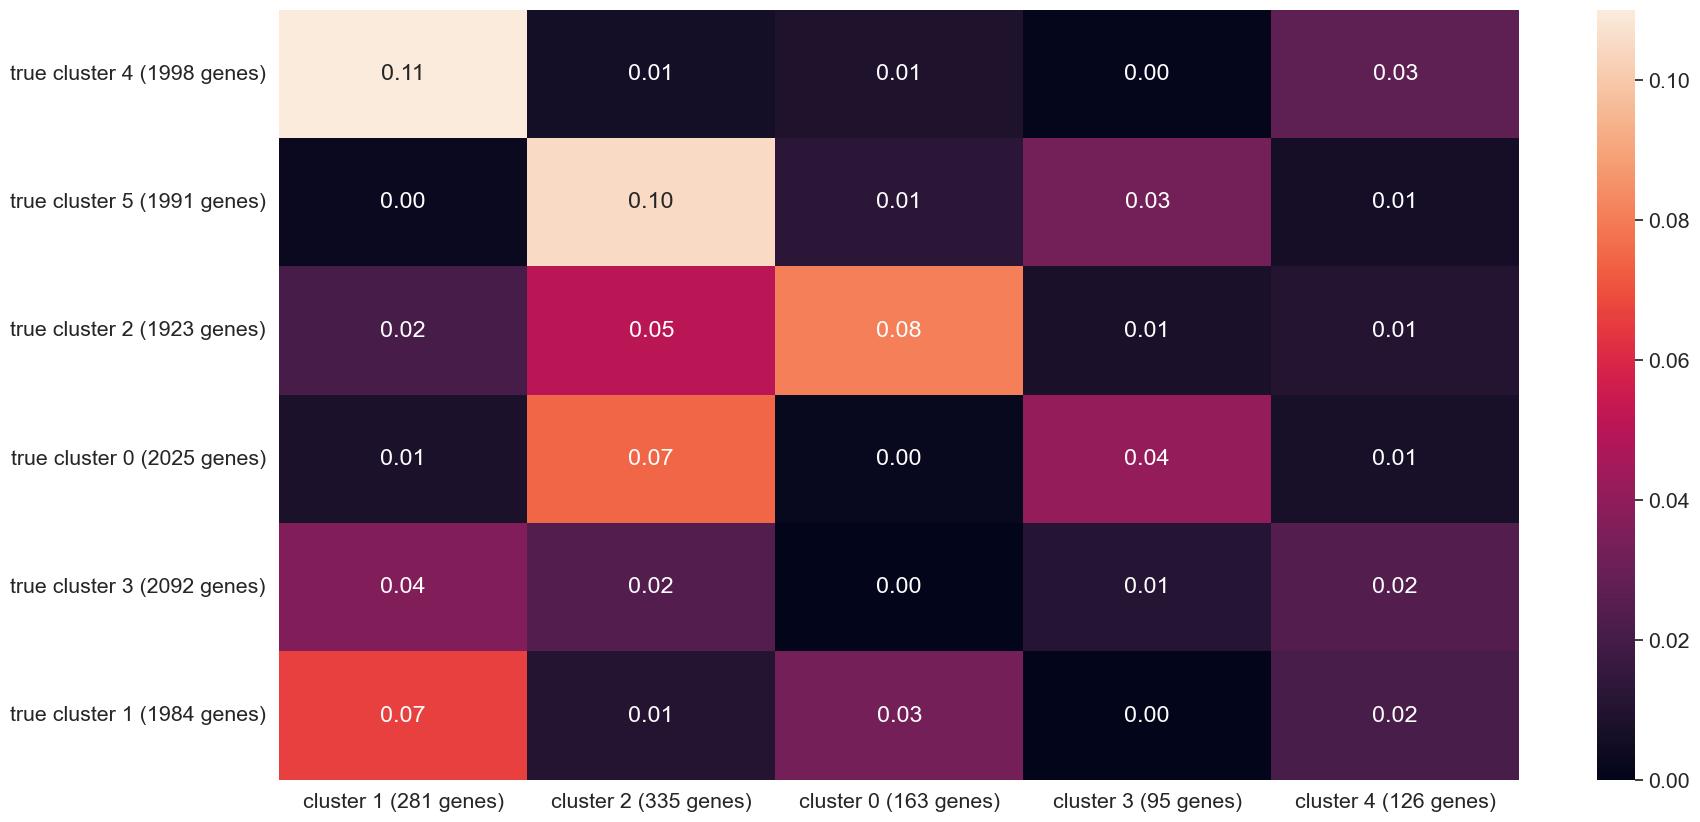 true cluster 4 (1998 genes) 0.11 0.01 0.01 0.00 0.03
true cluster 5 (1991 genes) 0.00 0.10 0.01 0.03 0.01
true cluster 2 (1923 genes) 0.02 0.05 0.08 0.01 0.01
true cluster 0 (2025 genes) 0.01 0.07 0.00 0.04 0.01
true cluster 3 (2092 genes) 0.04 0.02 0.00 0.01 0.02
true cluster 1 (1984 genes) 0.07 0.01 0.03 0.00 0.02
cluster 1 (281 genes) cluster 2 (335 genes) cluster 0 (163 genes) cluster 3 (95 genes) cluster 4 (126 genes)
0.10
0.08
0.06
0.04
0.02
0.00